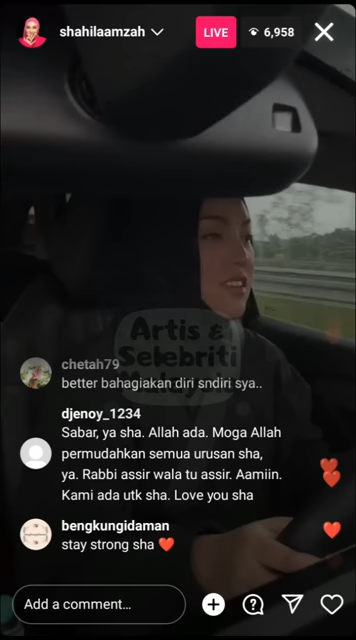 shahilaamzah
LIVE
6,958
Artis &
Selebriti
Malaysia
chetah79
better bahagiakan diri sndiri sya..
djenoy_1234
Sabar, ya sha. Allah ada. Moga Allah
permudahkan semua urusan sha,
ya. Rabbi assir wala tu assir. Aamiin.
Kami ada utk sha. Love you sha
bengkungidaman
stay strong sha ❤️
Add a comment...